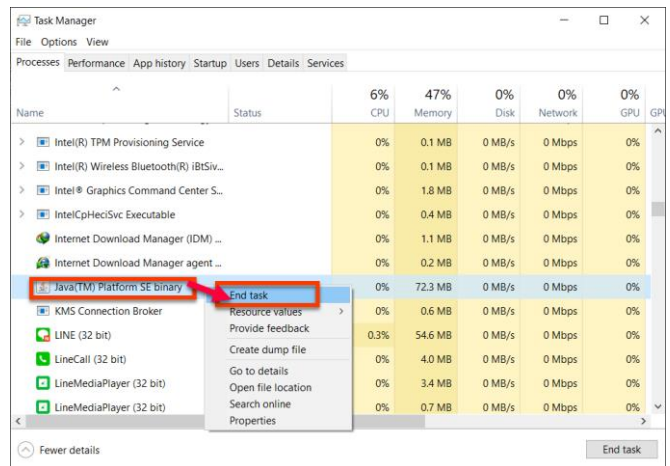 Task Manager
File Options View
Processes Performance App history Startup Users Details Services
6% 47% 0% 0% 0%
Name Status CPU Memory Disk Network GPU GPU
Intel(R) TPM Provisioning Service 0% 0.1 MB 0 MB/s 0 Mbps 0%
Intel(R) Wireless Bluetooth(R) iBtSiv... 0% 0.1 MB 0 MB/s 0 Mbps 0%
Intel® Graphics Command Center S... 0% 1.8 MB 0 MB/s 0 Mbps 0%
IntelCpHeciSvc Executable 0% 0.4 MB 0 MB/s 0 Mbps 0%
Internet Download Manager (IDM) ... 0% 1.1 MB 0 MB/s 0 Mbps 0%
Internet Download Manager agent ... 0% 0.2 MB 0 MB/s 0 Mbps 0%
Java(TM) Platform SE binary 0% 72.3 MB 0 MB/s 0 Mbps 0%
End task
KMS Connection Broker 0% 0.6 MB 0 MB/s 0 Mbps 0%
Resource values
Provide feedback
LINE (32 bit) 0.3% 54.6 MB 0 MB/s 0 Mbps 0%
Create dump file
LineCall (32 bit) 0% 4.0 MB 0 MB/s 0 Mbps 0%
Go to details
LineMediaPlayer (32 bit) 0% 3.4 MB 0 MB/s 0 Mbps 0%
Open file location
Search online
LineMediaPlayer (32 bit) 0% 0.7 MB 0 MB/s 0 Mbps 0%
Properties
Fewer details End task